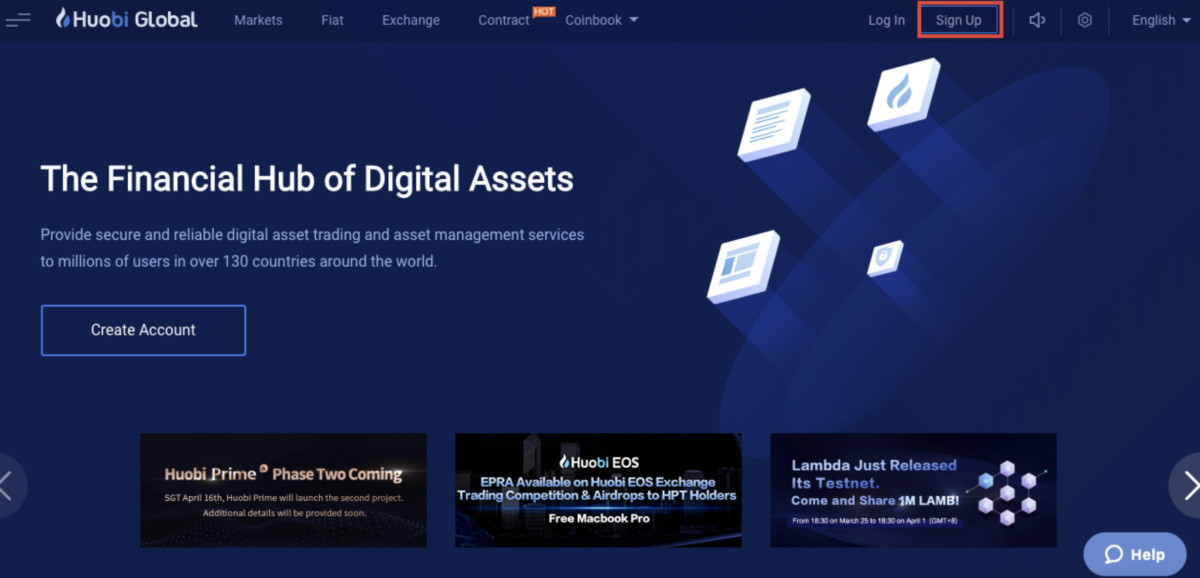 Huobi Global
Markets
Fiat
Exchange
Contract
HOT
Coinbook
Log In
Sign Up
English
The Financial Hub of Digital Assets
Provide secure and reliable digital asset trading and asset management services
to millions of users in over 130 countries around the world.
Create Account
Huobi Prime Phase Two Coming
SGT April 16th, Huobi Prime will launch the second project.
Additional details will be provided soon.
Huobi EOS
EPRA Available on Huobi EOS Exchange
Trading Competition & Airdrops to HPT Holders
Free Macbook Pro
Lambda Just Released
Its Testnet.
Come and Share 1M LAMB!
From 18:30 on March 25 to 18:30 on April 1 (GMT+8)
Help